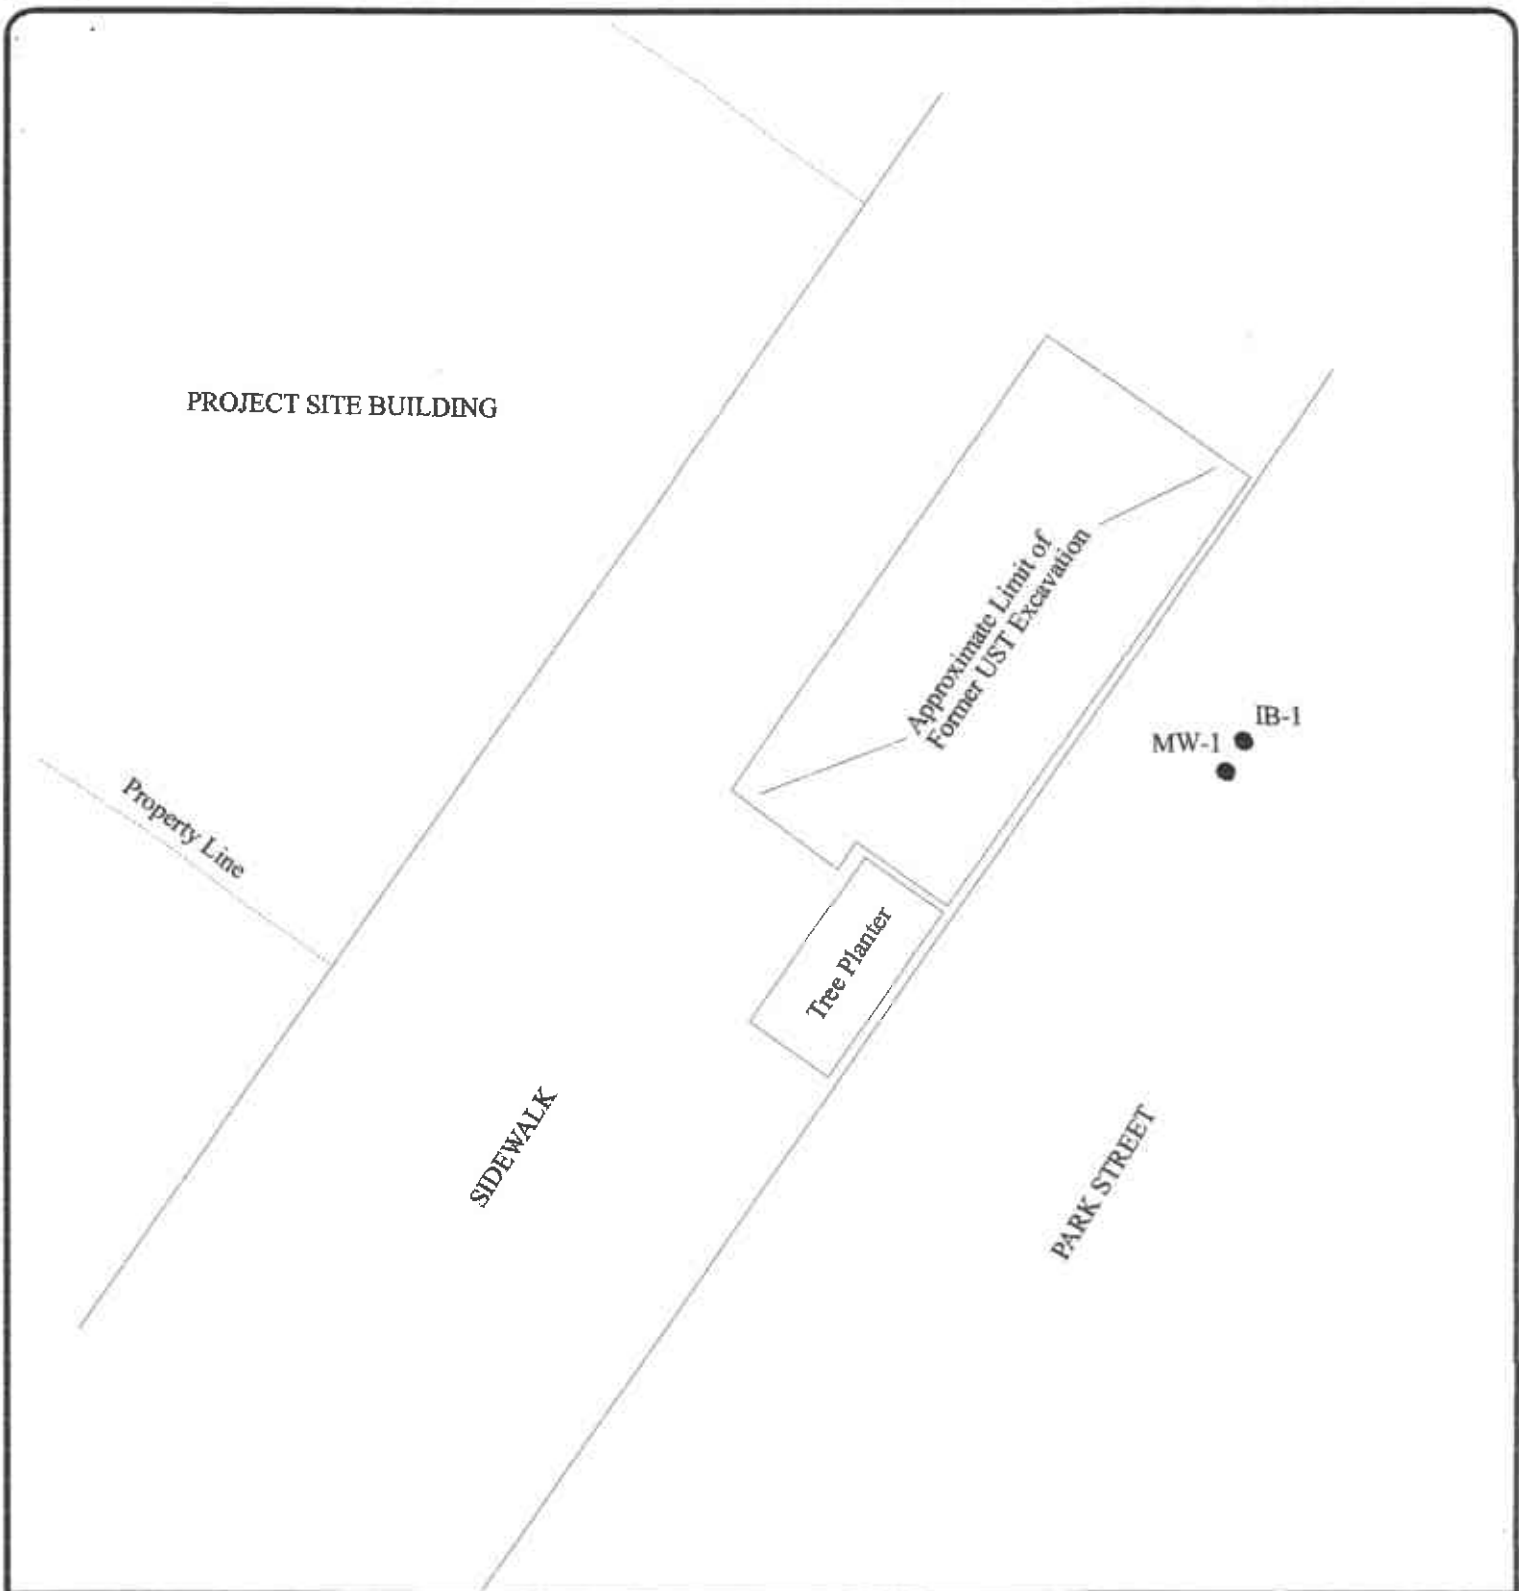 PROJECT SITE BUILDING
Approximate Limit of
Former UST Excavation
IB-1
MW-1
Property Line
Tree Planter
SIDEWALK
PARK STREET